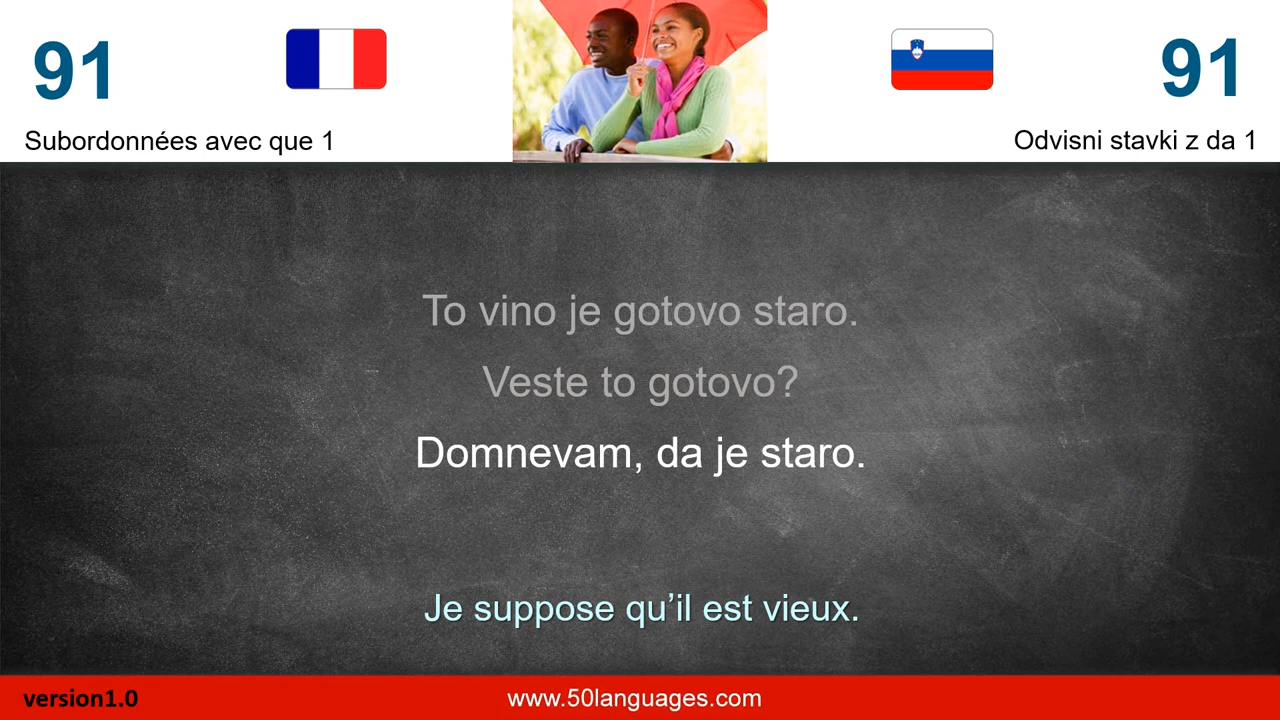 91
91
Subordonnées avec que 1
Odvisni stavki z da 1
To vino je gotovo staro.
Veste to gotovo?
Domnevam, da je staro.
Je suppose qu’il est vieux.
version1.0
www.50languages.com